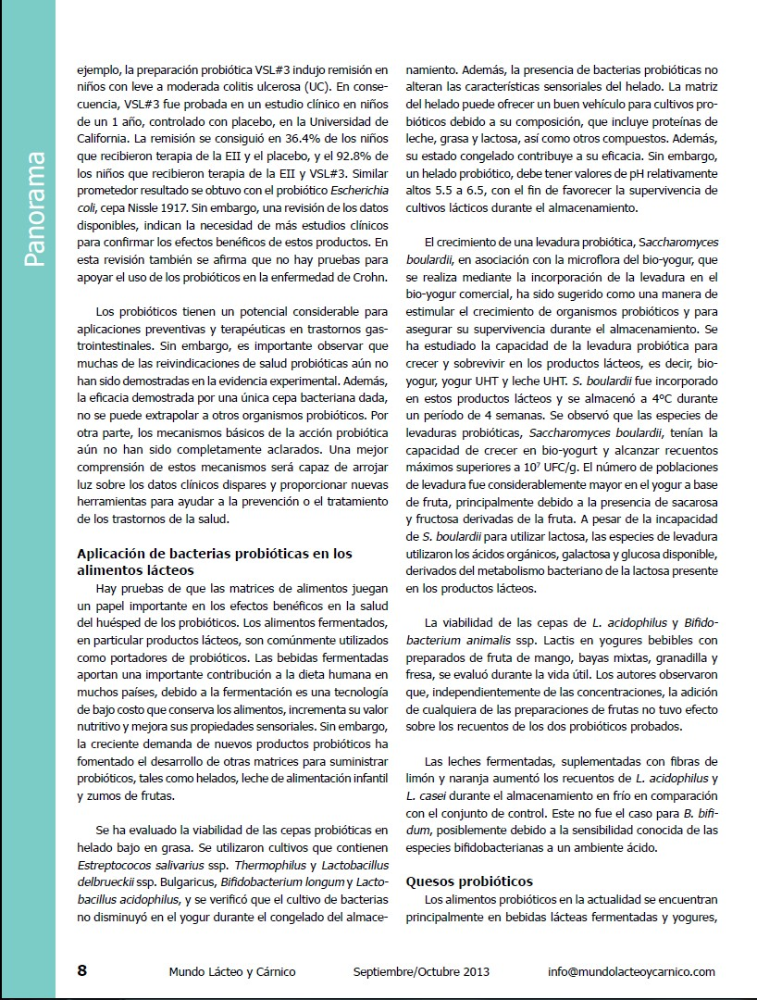 Panorama
ejemplo, la preparación probiótica VSL#3 indujo remisión en
niños con leve a moderada colitis ulcerosa (UC). En conse-
cuencia, VSL#3 fue probada en un estudio clínico en niños
de un 1 año, controlado con placebo, en la Universidad de
California. La remisión se consiguió en 36.4% de los niños
que recibieron terapia de la EII y el placebo, y el 92.8% de
los niños que recibieron terapia de la EII y VSL#3. Similar
prometedor resultado se obtuvo con el probiótico Escherichia
coli, cepa Nissle 1917. Sin embargo, una revisión de los datos
disponibles, indican la necesidad de más estudios clínicos
para confirmar los efectos benéficos de estos productos. En
esta revisión también se afirma que no hay pruebas para
apoyar el uso de los probióticos en la enfermedad de Crohn.
Los probióticos tienen un potencial considerable para
aplicaciones preventivas y terapéuticas en trastornos gas-
trointestinales. Sin embargo, es importante observar que
muchas de las reivindicaciones de salud probióticas aún no
han sido demostradas en la evidencia experimental. Además,
la eficacia demostrada por una única cepa bacteriana dada,
no se puede extrapolar a otros organismos probióticos. Por
otra parte, los mecanismos básicos de la acción probiótica
aún no han sido completamente aclarados. Una mejor
comprensión de estos mecanismos será capaz de arrojar
luz sobre los datos clínicos dispares y proporcionar nuevas
herramientas para ayudar a la prevención o el tratamiento
de los trastornos de la salud.
Aplicación de bacterias probióticas en los
alimentos lácteos
Hay pruebas de que las matrices de alimentos juegan
un papel importante en los efectos benéficos en la salud
del huésped de los probióticos. Los alimentos fermentados,
en particular productos lácteos, son comúnmente utilizados
como portadores de probióticos. Las bebidas fermentadas
aportan una importante contribución a la dieta humana en
muchos países, debido a la fermentación es una tecnología
de bajo costo que conserva los alimentos, incrementa su valor
nutritivo y mejora sus propiedades sensoriales. Sin embargo,
la creciente demanda de nuevos productos probióticos ha
fomentado el desarrollo de otras matrices para suministrar
probióticos, tales como helados, leche de alimentación infantil
y zumos de frutas.
Se ha evaluado la viabilidad de las cepas probióticas en
helado bajo en grasa. Se utilizaron cultivos que contienen
Estreptococos salivarius ssp. Thermophilus y Lactobacillus
delbrueckii ssp. Bulgaricus, Bifidobacterium longum y Lacto-
bacillus acidophilus, y se verificó que el cultivo de bacterias
no disminuyó en el yogur durante el congelado del almace-
namiento. Además, la presencia de bacterias probióticas no
alteran las características sensoriales del helado. La matriz
del helado puede ofrecer un buen vehículo para cultivos pro-
bióticos debido a su composición, que incluye proteínas de
leche, grasa y lactosa, así como otros compuestos. Además,
su estado congelado contribuye a su eficacia. Sin embargo,
un helado probiótico, debe tener valores de pH relativamente
altos 5.5 a 6.5, con el fin de favorecer la supervivencia de
cultivos lácticos durante el almacenamiento.
El crecimiento de una levadura probiótica, Saccharomyces
boulardii, en asociación con la microflora del bio-yogur, que
se realiza mediante la incorporación de la levadura en el
bio-yogur comercial, ha sido sugerido como una manera de
estimular el crecimiento de organismos probióticos y para
asegurar su supervivencia durante el almacenamiento. Se
ha estudiado la capacidad de la levadura probiótica para
crecer y sobrevivir en los productos lácteos, es decir, bio-
yogur, yogur UHT y leche UHT. S. boulardii fue incorporado
en estos productos lácteos y se almacenó a 4°C durante
un período de 4 semanas. Se observó que las especies de
levaduras probióticas, Saccharomyces boulardii, tenían la
capacidad de crecer en bio-yogurt y alcanzar recuentos
máximos superiores a 10⁷ UFC/g. El número de poblaciones
de levadura fue considerablemente mayor en el yogur a base
de fruta, principalmente debido a la presencia de sacarosa
y fructosa derivadas de la fruta. A pesar de la incapacidad
de S. boulardii para utilizar lactosa, las especies de levadura
utilizaron los ácidos orgánicos, galactosa y glucosa disponible,
derivados del metabolismo bacteriano de la lactosa presente
en los productos lácteos.
La viabilidad de las cepas de L. acidophilus y Bifido-
bacterium animalis ssp. Lactis en yogures bebibles con
preparados de fruta de mango, bayas mixtas, granadilla y
fresa, se evaluó durante la vida útil. Los autores observaron
que, independientemente de las concentraciones, la adición
de cualquiera de las preparaciones de frutas no tuvo efecto
sobre los recuentos de los dos probióticos probados.
Las leches fermentadas, suplementadas con fibras de
limón y naranja aumentó los recuentos de L. acidophilus y
L. casei durante el almacenamiento en frío en comparación
con el conjunto de control. Este no fue el caso para B. bifi-
dum, posiblemente debido a la sensibilidad conocida de las
especies bifidobacterianas a un ambiente ácido.
Quesos probióticos
Los alimentos probióticos en la actualidad se encuentran
principalmente en bebidas lácteas fermentadas y yogures,
8 Mundo Lácteo y Cárnico Septiembre/Octubre 2013 info@mundolacteoycarnico.com